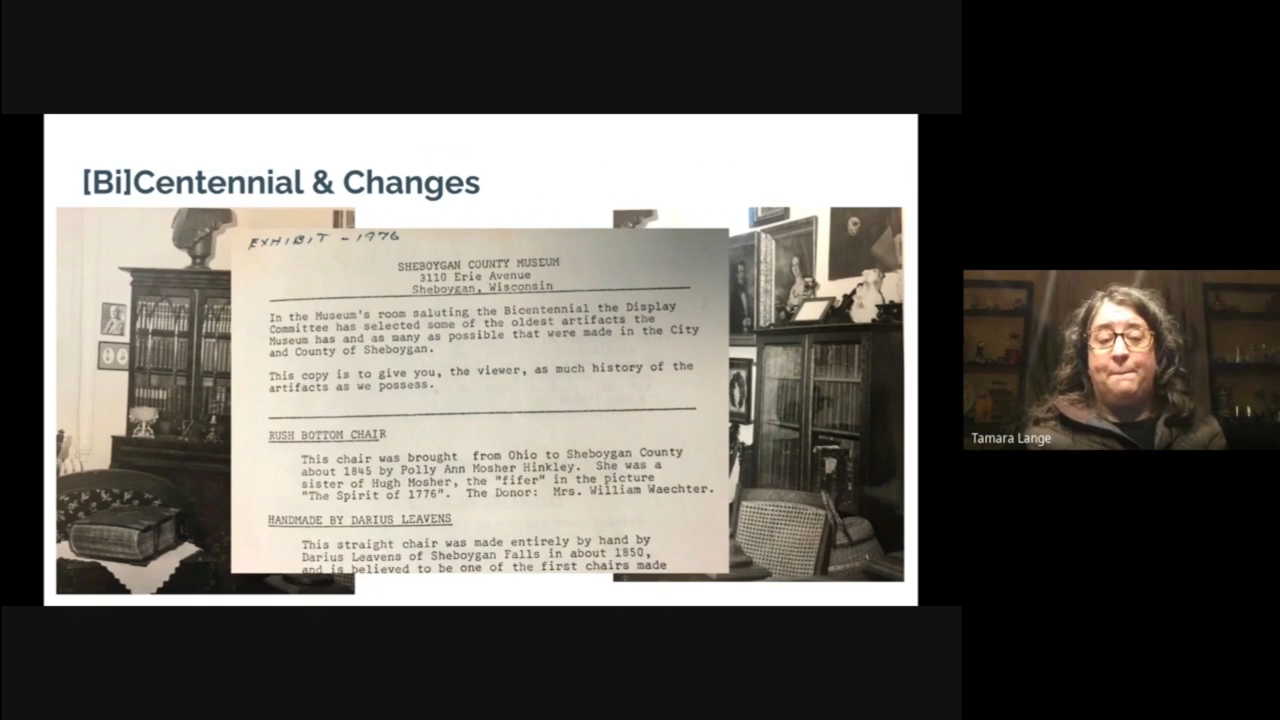 [Bi]Centennial & Changes
EXHIBIT - 1976
SHEBOYGAN COUNTY MUSEUM
3110 Erie Avenue
Sheboygan, Wisconsin
In the Museum's room saluting the Bicentennial the Display
Committee has selected some of the oldest artifacts the
Museum has and as many as possible that were made in the City
and County of Sheboygan.
This copy is to give you, the viewer, as much history of the
artifacts as we possess.
RUSH BOTTOM CHAIR
This chair was brought from Ohio to Sheboygan County
about 1845 by Polly Ann Mosher Hinkley. She was a
sister of Hugh Mosher, the "fifer" in the picture
"The Spirit of 1776". The Donor: Mrs. William Waechter.
HANDMADE BY DARIUS LEAVENS
This straight chair was made entirely by hand by
Darius Leavens of Sheboygan Falls in about 1850,
and is believed to be one of the first chairs made
Tamara Lange